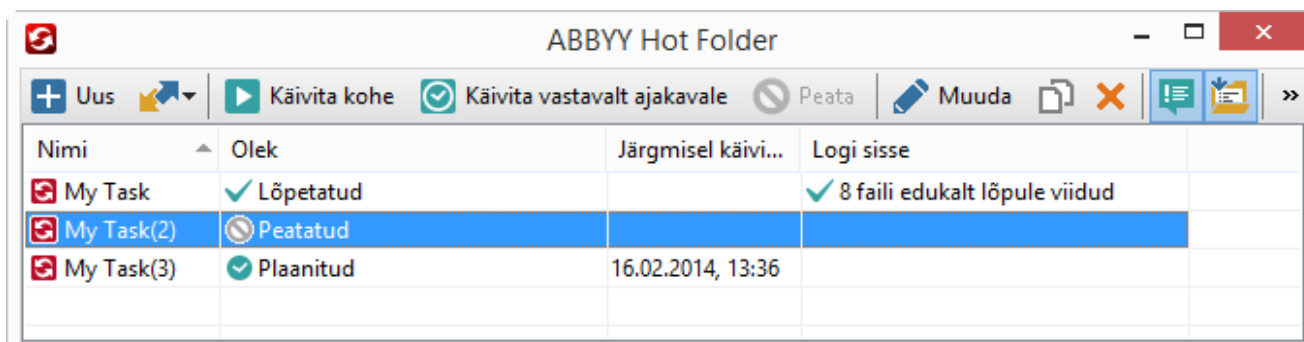 ABBYY Hot Folder
Uus Käivita kohe Käivita vastavalt ajakavale Peata Muuda »
Nimi Olek Järgmisel käivi... Logi sisse
My Task Lõpetatud 8 faili edukalt lõpule viidud
My Task(2) Peatatud
My Task(3) Plaanitud 16.02.2014, 13:36